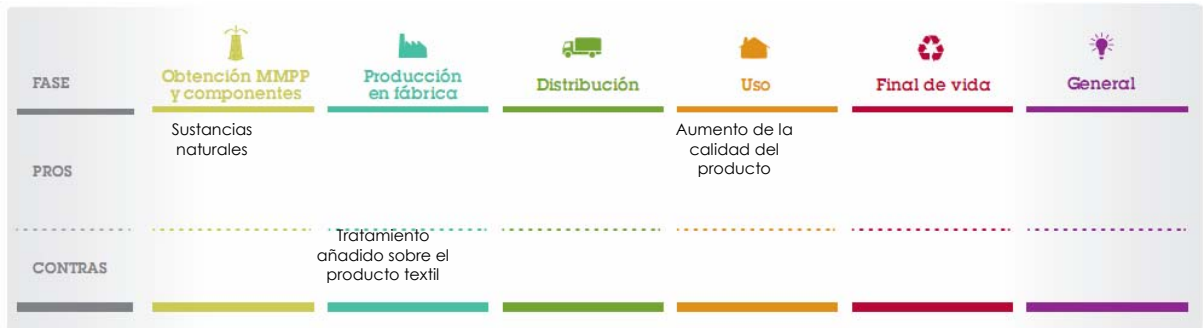 FASE
Obtención MMPP
y componentes
Producción
en fábrica
Distribución
Uso
Final de vida
General
PROS
Sustancias
naturales
Aumento de la
calidad del
producto
CONTRAS
Tratamiento
añadido sobre el
producto textil